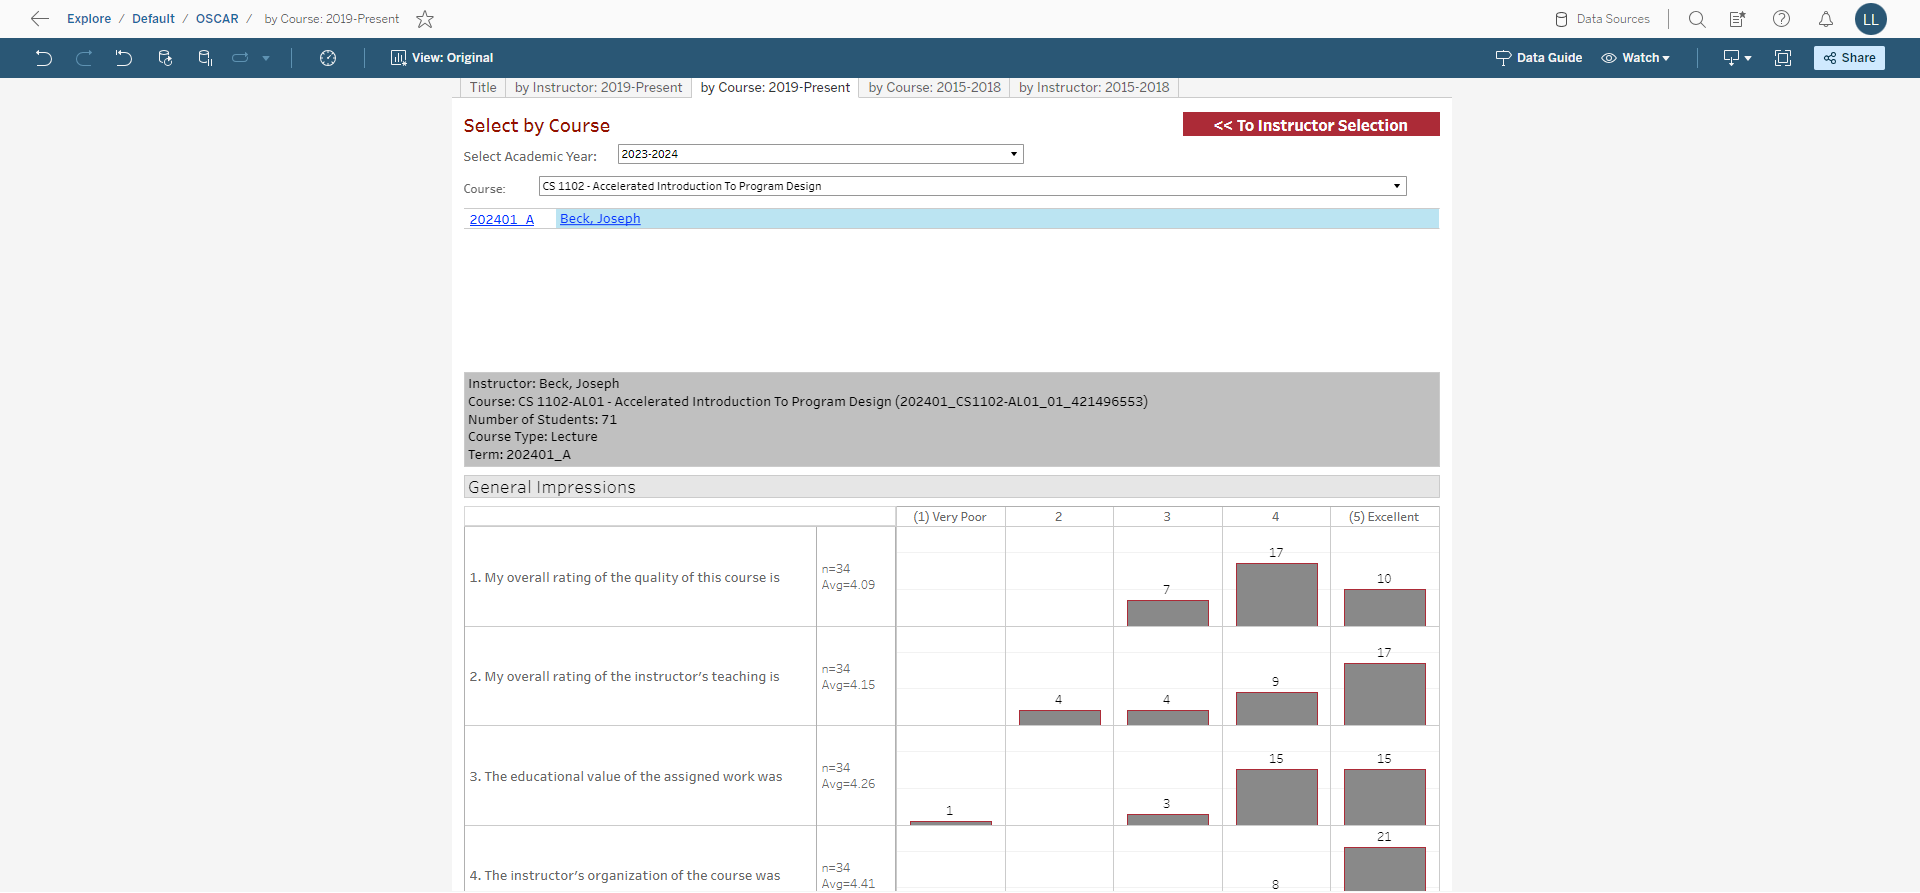 Explore / Default / OSCAR / by Course: 2019-Present
Data Sources
LL
View: Original
Data Guide
Watch
Share
Title
by Instructor: 2019-Present
by Course: 2019-Present
by Course: 2015-2018
by Instructor: 2015-2018
Select by Course
<< To Instructor Selection
Select Academic Year:
2023-2024
Course:
CS 1102 - Accelerated Introduction To Program Design
202401_A
Beck, Joseph
Instructor: Beck, Joseph
Course: CS 1102-AL01 - Accelerated Introduction To Program Design (202401_CS1102-AL01_01_421496553)
Number of Students: 71
Course Type: Lecture
Term: 202401_A
General Impressions
(1) Very Poor
2
3
4
(5) Excellent
1. My overall rating of the quality of this course is
n=34
Avg=4.09
7
17
10
2. My overall rating of the instructor's teaching is
n=34
Avg=4.15
4
4
9
17
3. The educational value of the assigned work was
n=34
Avg=4.26
1
3
15
15
4. The instructor's organization of the course was
n=34
Avg=4.41
8
21